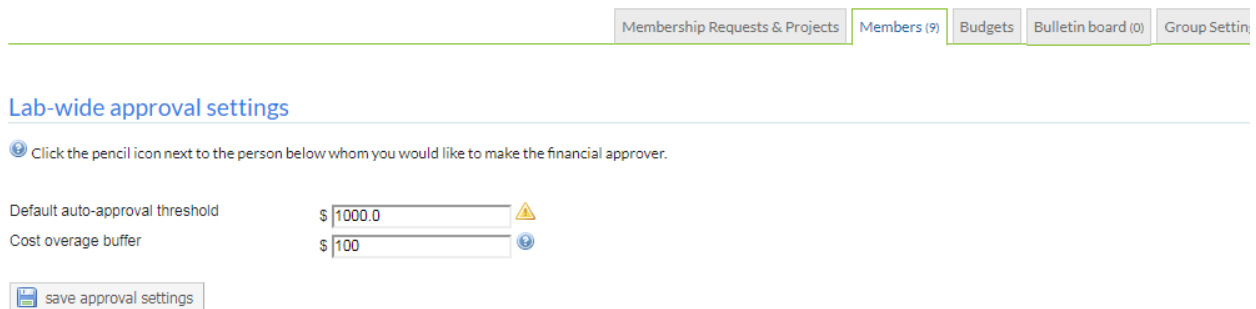 Membership Requests & Projects Members (9) Budgets Bulletin board (0) Group Setting
Lab-wide approval settings
Click the pencil icon next to the person below whom you would like to make the financial approver.
Default auto-approval threshold $ 1000.0
Cost overage buffer $ 100
save approval settings